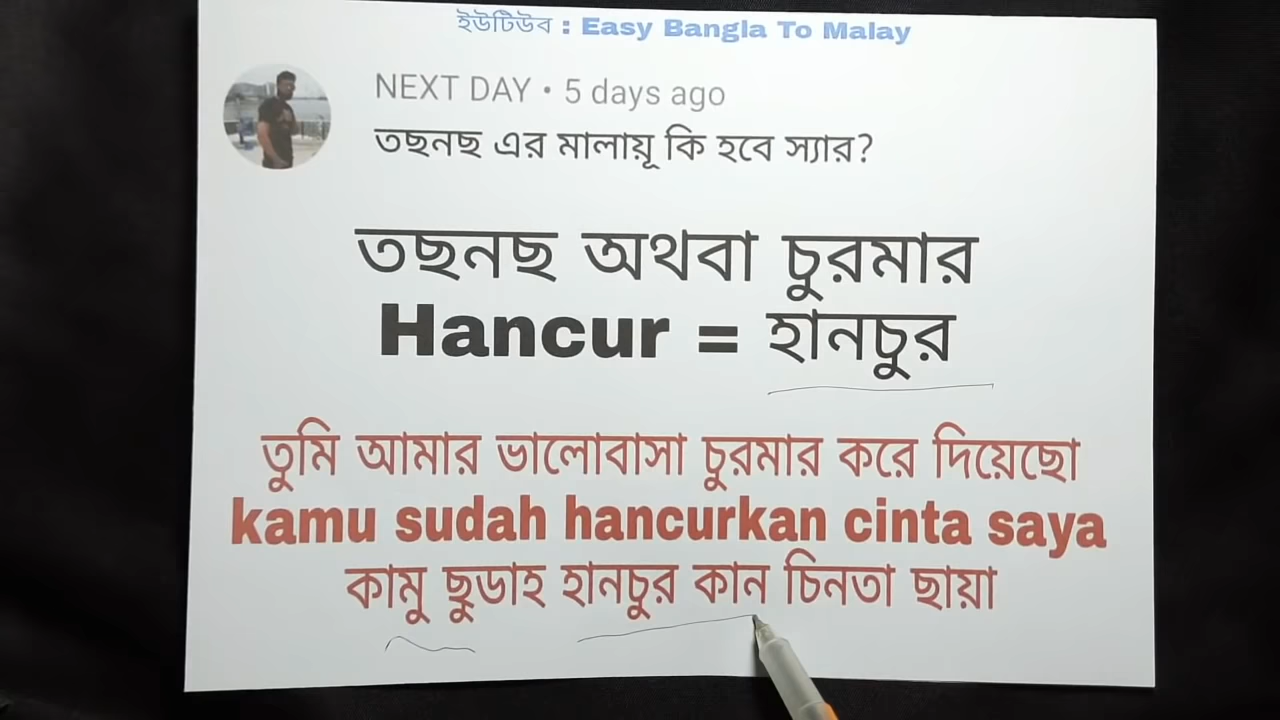 ইউটিউব : Easy Bangla To Malay
NEXT DAY • 5 days ago
তছনছ এর মালায়ূ কি হবে স্যার?
তছনছ অথবা চুরমার
Hancur = হানচুর
তুমি আমার ভালোবাসা চুরমার করে দিয়েছো
kamu sudah hancurkan cinta saya
কামু ছুডাহ হানচুর কান চিনতা ছায়া